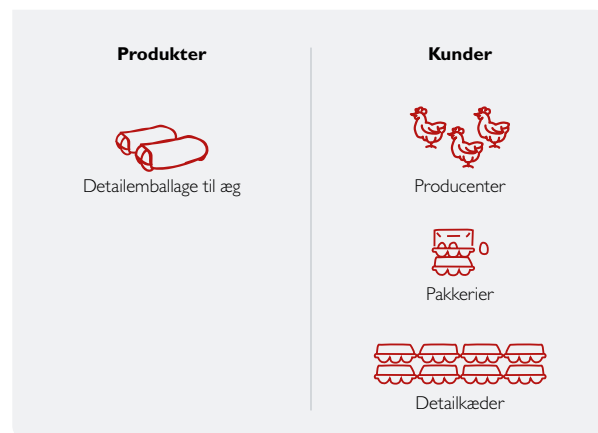 Produkter
Detailemballage til æg
Kunder
Producenter
Pakkerier
Detailkæder